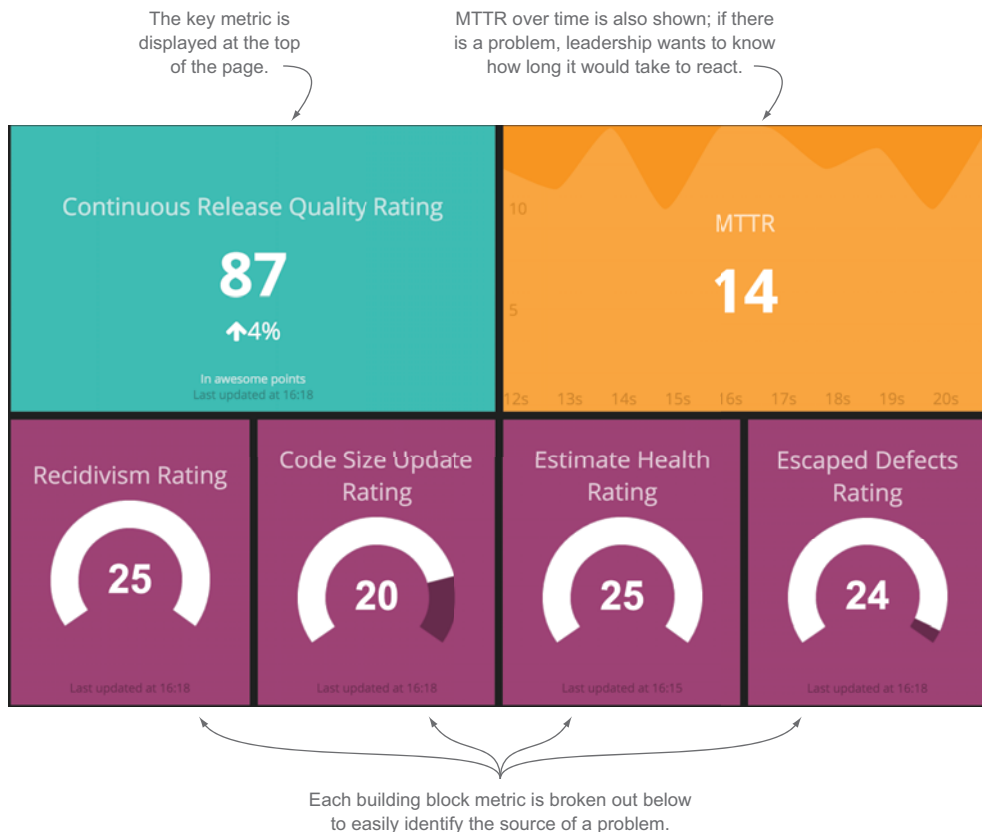 The key metric is
displayed at the top
of the page.
MTTR over time is also shown; if there
is a problem, leadership wants to know
how long it would take to react.
Continuous Release Quality Rating
87
4%
In awesome points
Last updated at 16:18
10
MTTR
14
5
12s 13s 14s 15s 16s 17s 18s 19s 20s
Recidivism Rating
25
Last updated at 16:18
Code Size Update
Rating
20
Last updated at 16:18
Estimate Health
Rating
25
Last updated at 16:15
Escaped Defects
Rating
24
Last updated at 16:18
Each building block metric is broken out below
to easily identify the source of a problem.